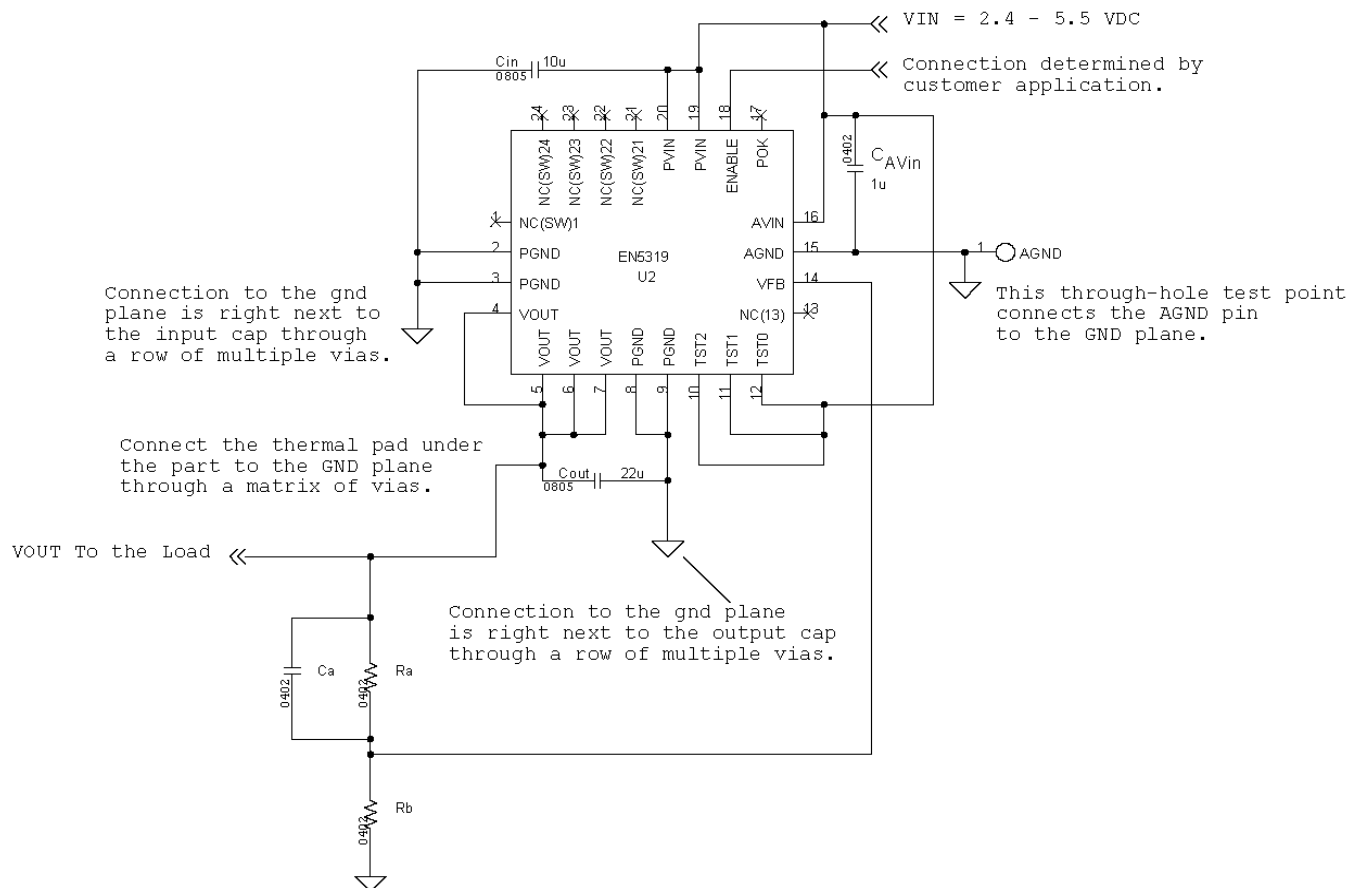 VIN = 2.4 - 5.5 VDC
Connection determined by
customer application.
Cin
10u
0805
24
23
22
21
20
19
18
17
NC(SW)24
NC(SW)23
NC(SW)22
NC(SW)21
PVIN
PVIN
ENABLE
POK
0402
CAVin
1u
1
NC(SW)1
AVIN
16
2
PGND
EN5319
U2
AGND
15
1
AGND
3
PGND
VFB
14
4
VOUT
NC(13)
13
Connection to the gnd
plane is right next to
the input cap through
a row of multiple vias.
This through-hole test point
connects the AGND pin
to the GND plane.
VOUT
VOUT
VOUT
PGND
PGND
TST2
TST1
TST0
5
6
7
8
9
10
11
12
Connect the thermal pad under
the part to the GND plane
through a matrix of vias.
Cout
22u
0805
VOUT To the Load
Connection to the gnd plane
is right next to the output cap
through a row of multiple vias.
0402
Ca
0402
Ra
0402
Rb